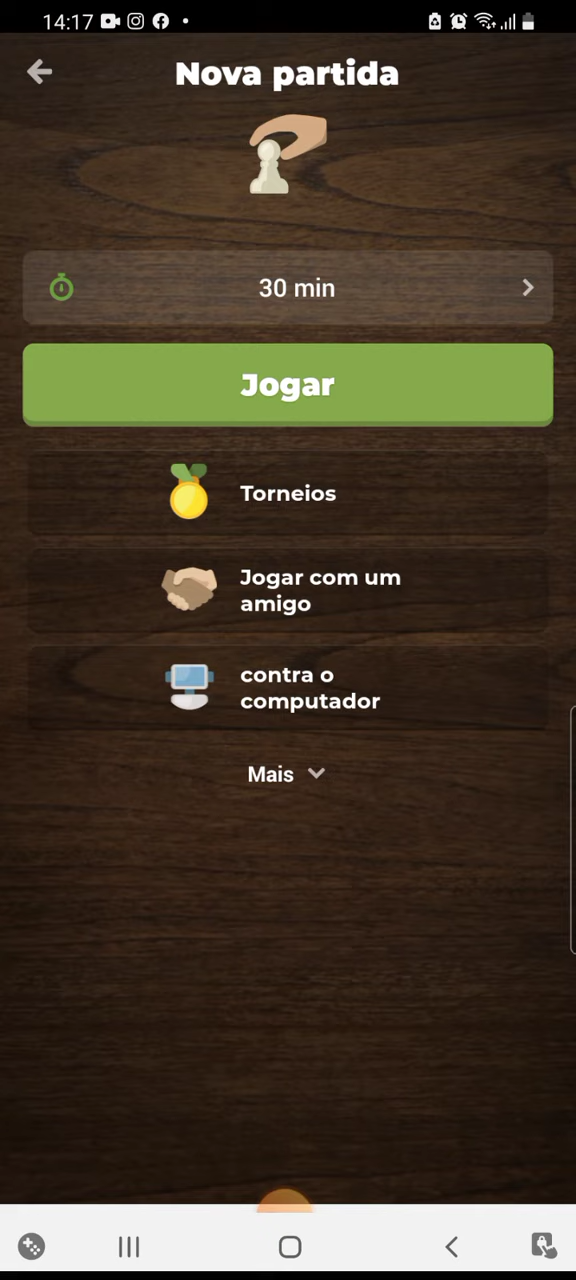 14:17
Nova partida
30 min
Jogar
Torneios
Jogar com um
amigo
contra o
computador
Mais